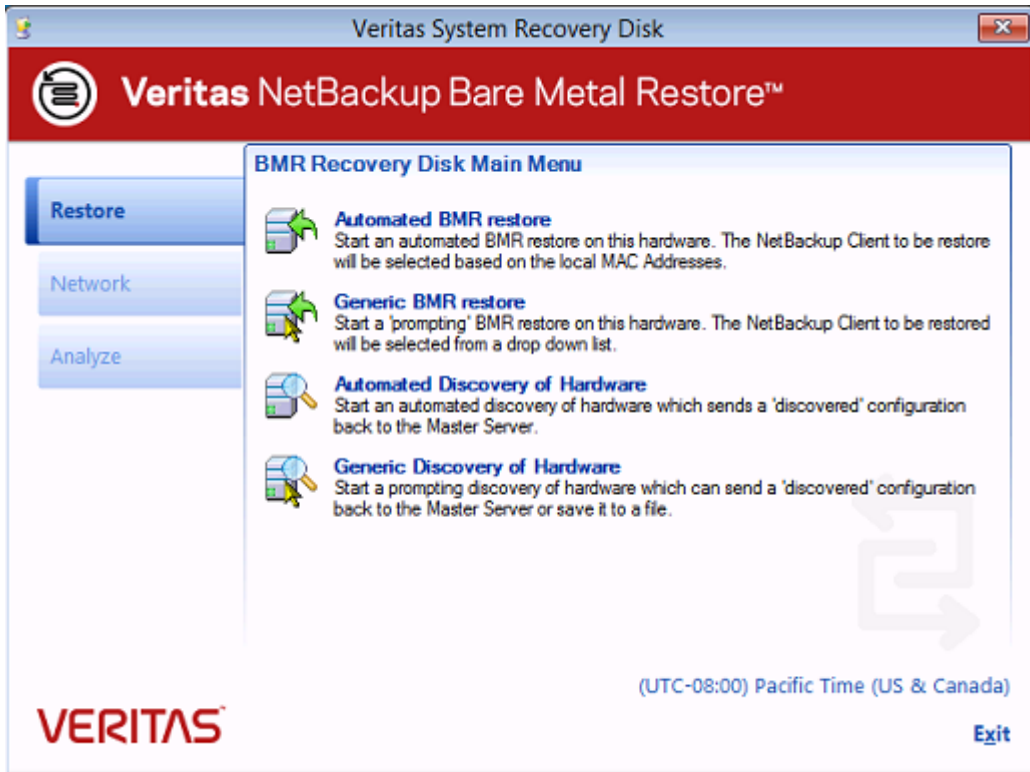 Veritas System Recovery Disk
Veritas NetBackup Bare Metal Restore™
Restore
Network
Analyze
BMR Recovery Disk Main Menu
Automated BMR restore
Start an automated BMR restore on this hardware. The NetBackup Client to be restore
will be selected based on the local MAC Addresses.
Generic BMR restore
Start a 'prompting' BMR restore on this hardware. The NetBackup Client to be restored
will be selected from a drop down list.
Automated Discovery of Hardware
Start an automated discovery of hardware which sends a 'discovered' configuration
back to the Master Server.
Generic Discovery of Hardware
Start a prompting discovery of hardware which can send a 'discovered' configuration
back to the Master Server or save it to a file.
(UTC-08:00) Pacific Time (US & Canada)
VERITAS
Exit